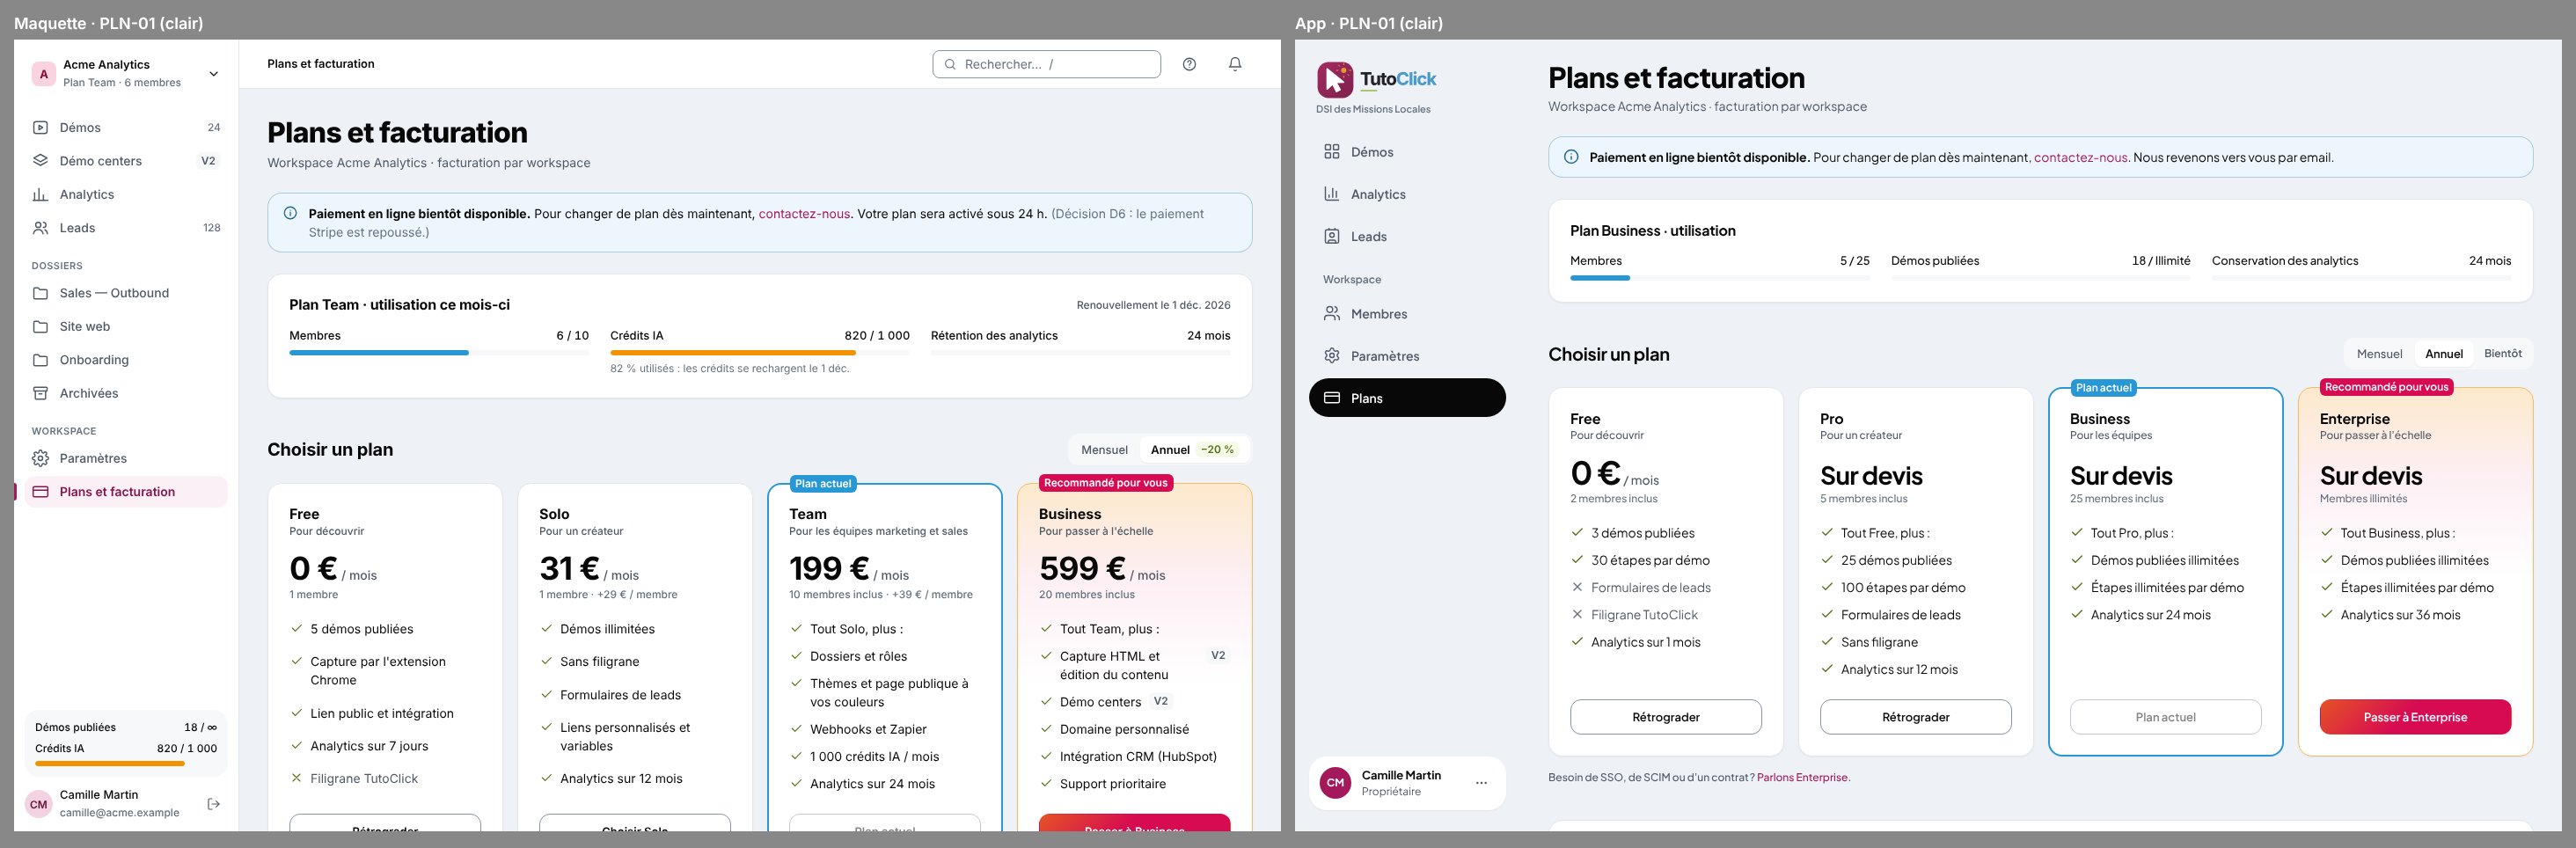 Maquette · PLN-01 (clair)
A
Acme Analytics
Plan Team · 6 membres
Démos 24
Démo centers V2
Analytics
Leads 128
DOSSIERS
Sales — Outbound
Site web
Onboarding
Archivées
WORKSPACE
Paramètres
Plans et facturation
Démos publiées 18 / ∞
Crédits IA 820 / 1 000
CM
Camille Martin
camille@acme.example
Plans et facturation
Rechercher... /
Plans et facturation
Workspace Acme Analytics · facturation par workspace
Paiement en ligne bientôt disponible. Pour changer de plan dès maintenant, contactez-nous. Votre plan sera activé sous 24 h. (Décision D6 : le paiement
Stripe est repoussé.)
Plan Team · utilisation ce mois-ci
Renouvellement le 1 déc. 2026
Membres 6 / 10
Crédits IA 820 / 1 000
82 % utilisés : les crédits se rechargent le 1 déc.
Rétention des analytics 24 mois
Choisir un plan
Mensuel Annuel −20 %
Free
Pour découvrir
0 € / mois
1 membre
5 démos publiées
Capture par l'extension
Chrome
Lien public et intégration
Analytics sur 7 jours
Filigrane TutoClick
Rétrograder
Solo
Pour un créateur
31 € / mois
1 membre · +29 € / membre
Démos illimitées
Sans filigrane
Formulaires de leads
Liens personnalisés et
variables
Analytics sur 12 mois
Choisir Solo
Plan actuel
Team
Pour les équipes marketing et sales
199 € / mois
10 membres inclus · +39 € / membre
Tout Solo, plus :
Dossiers et rôles
Thèmes et page publique à
vos couleurs
Webhooks et Zapier
1 000 crédits IA / mois
Analytics sur 24 mois
Plan actuel
Recommandé pour vous
Business
Pour passer à l'échelle
599 € / mois
20 membres inclus
Tout Team, plus :
Capture HTML et V2
édition du contenu
Démo centers V2
Domaine personnalisé
Intégration CRM (HubSpot)
Support prioritaire
Passer à Business
App · PLN-01 (clair)
TutoClick
DSI des Missions Locales
Démos
Analytics
Leads
Workspace
Membres
Paramètres
Plans
CM
Camille Martin
Propriétaire
Plans et facturation
Workspace Acme Analytics · facturation par workspace
Paiement en ligne bientôt disponible. Pour changer de plan dès maintenant, contactez-nous. Nous revenons vers vous par email.
Plan Business · utilisation
Membres 5 / 25
Démos publiées 18 / Illimité
Conservation des analytics 24 mois
Choisir un plan
Mensuel Annuel Bientôt
Free
Pour découvrir
0 € / mois
2 membres inclus
3 démos publiées
30 étapes par démo
Formulaires de leads
Filigrane TutoClick
Analytics sur 1 mois
Rétrograder
Pro
Pour un créateur
Sur devis
5 membres inclus
Tout Free, plus :
25 démos publiées
100 étapes par démo
Formulaires de leads
Sans filigrane
Analytics sur 12 mois
Rétrograder
Plan actuel
Business
Pour les équipes
Sur devis
25 membres inclus
Tout Pro, plus :
Démos publiées illimitées
Étapes illimitées par démo
Analytics sur 24 mois
Plan actuel
Recommandé pour vous
Enterprise
Pour passer à l'échelle
Sur devis
Membres illimités
Tout Business, plus :
Démos publiées illimitées
Étapes illimitées par démo
Analytics sur 36 mois
Passer à Enterprise
Besoin de SSO, de SCIM ou d'un contrat ? Parlons Enterprise.